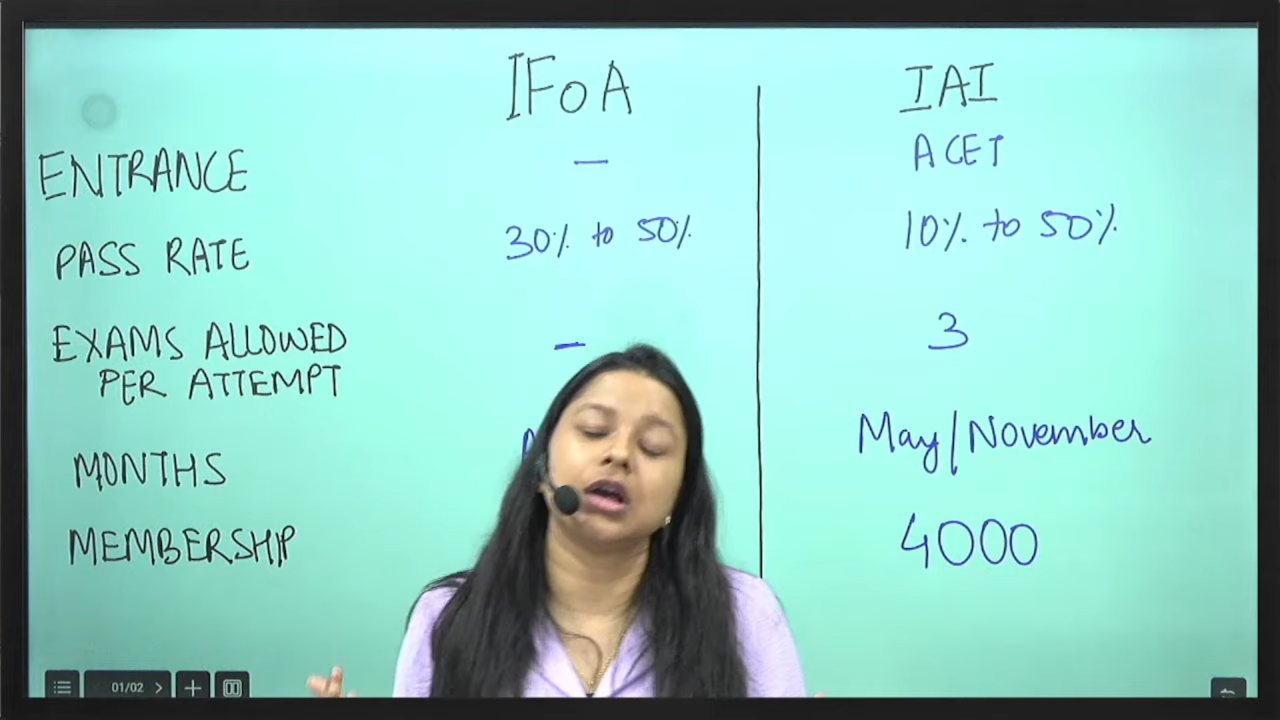 IFoA IAI
ENTRANCE — ACET
PASS RATE 30% to 50% 10% to 50%
EXAMS ALLOWED PER ATTEMPT — 3
MONTHS May/November
MEMBERSHIP 4000
01/02